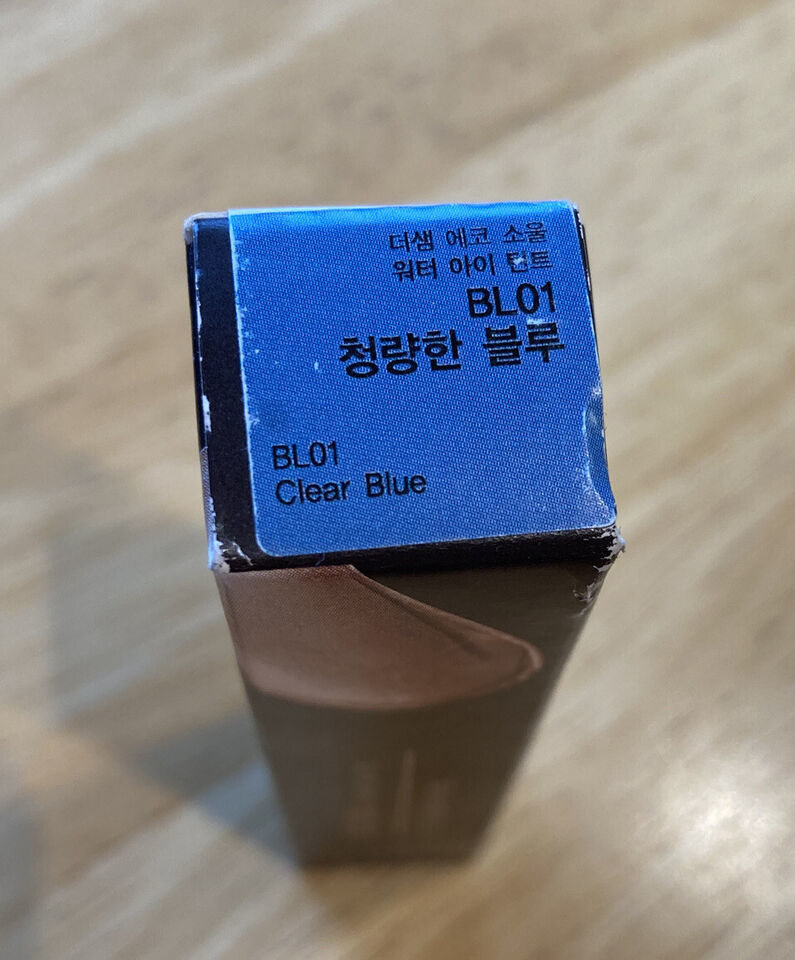 더샘 에코 소울
워터 아이 틴트
BL01
청량한 블루
BL01
Clear Blue